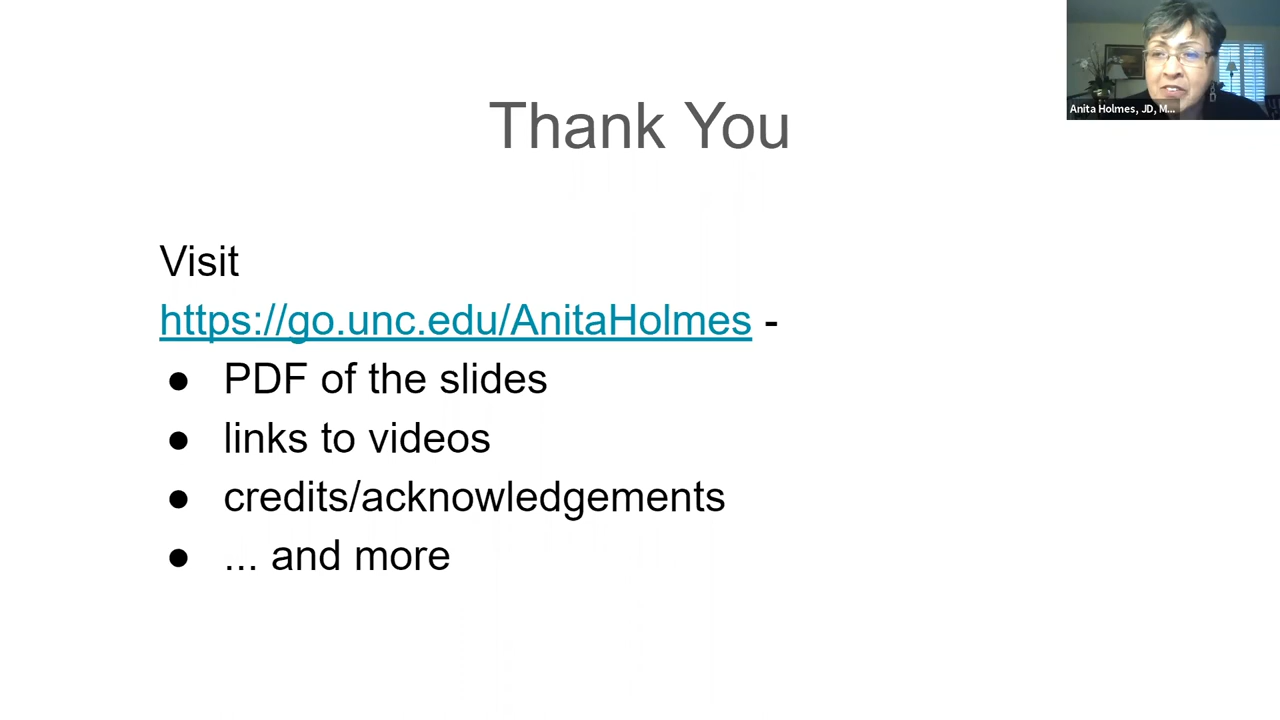 Thank You
Visit
https://go.unc.edu/AnitaHolmes -
● PDF of the slides
● links to videos
● credits/acknowledgements
● ... and more
Anita Holmes, JD, M...